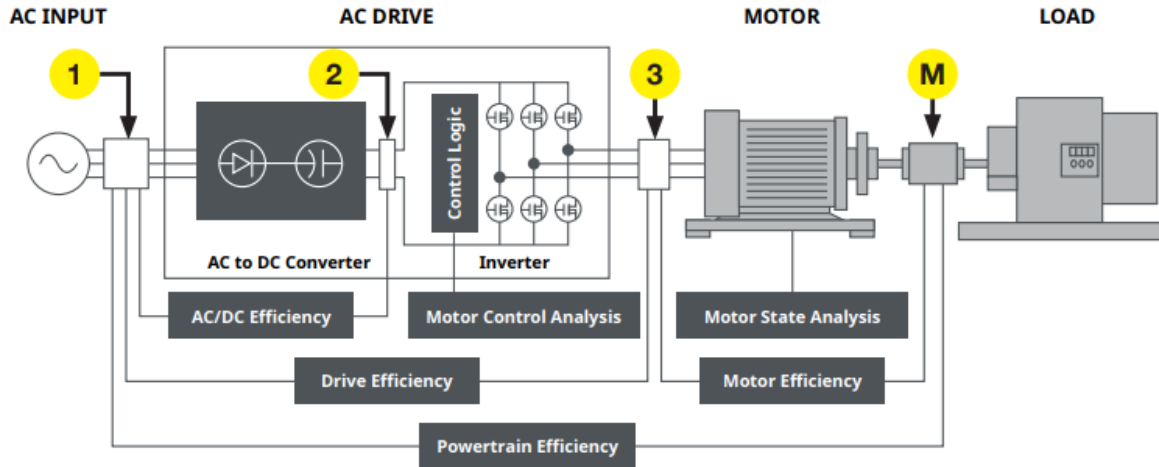 AC INPUT
AC DRIVE
MOTOR
LOAD
1
2
3
M
Control Logic
AC to DC Converter
Inverter
AC/DC Efficiency
Motor Control Analysis
Motor State Analysis
Drive Efficiency
Motor Efficiency
Powertrain Efficiency